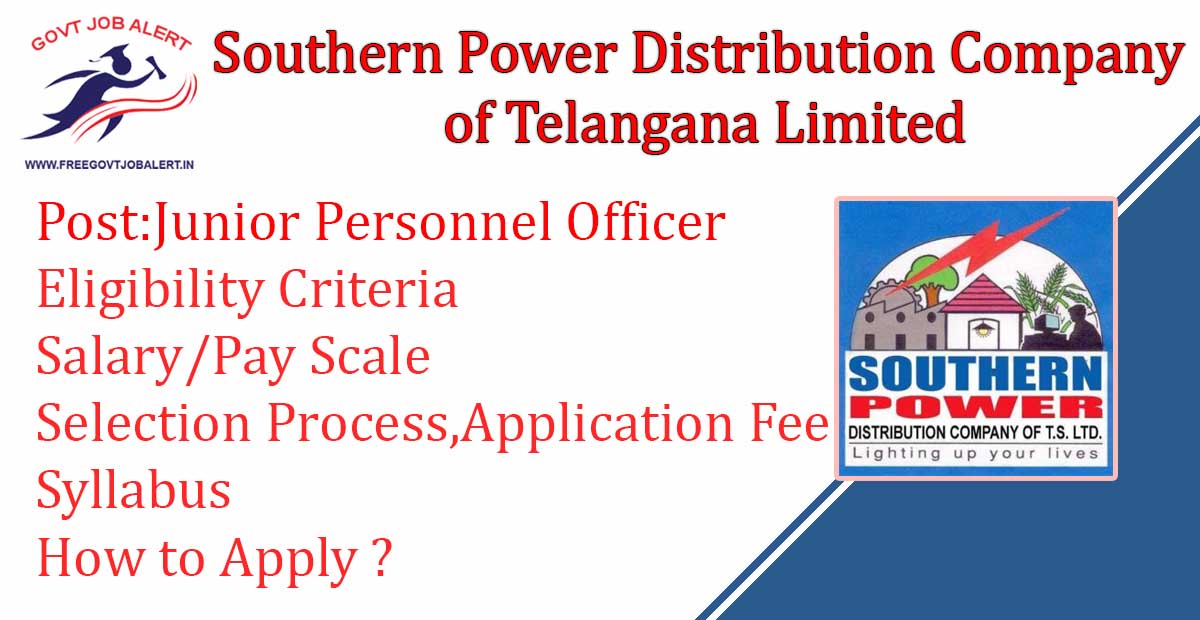 GOVT JOB ALERT
WWW.FREEGOVTJOBALERT.IN
Southern Power Distribution Company
of Telangana Limited
Post:Junior Personnel Officer
Eligibility Criteria
Salary/Pay Scale
Selection Process,Application Fee
Syllabus
How to Apply ?
SOUTHERN
POWER
DISTRIBUTION COMPANY OF T.S. LTD.
Lighting up your lives